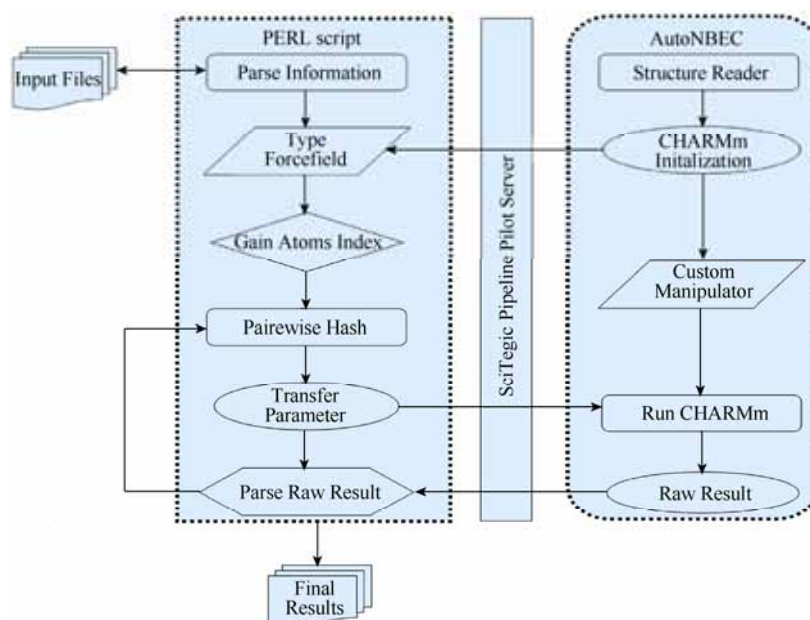 PERL script
Input Files
Parse Information
Type
Forcefield
Gain Atoms Index
Pairewise Hash
Transfer
Parameter
Parse Raw Result
Final
Results
SciTegic Pipeline Pilot Server
AutoNBEC
Structure Reader
CHARMm
Initalization
Custom
Manipulator
Run CHARMm
Raw Result